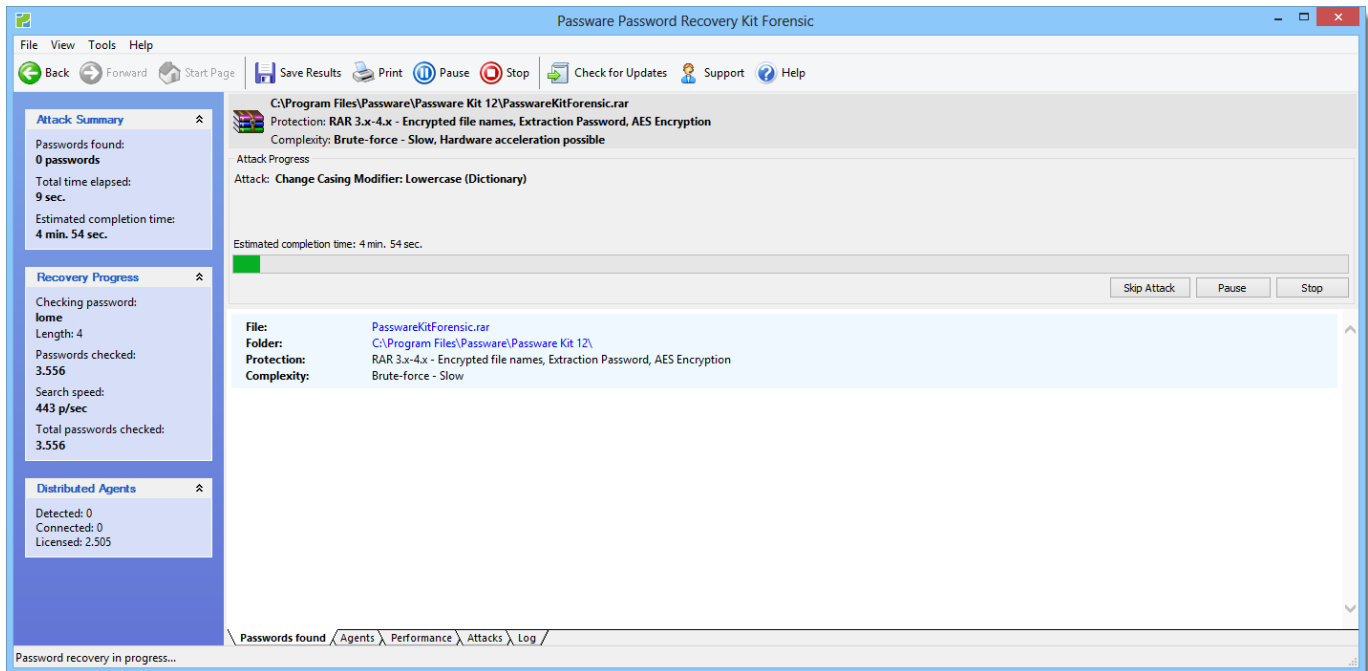 Passware Password Recovery Kit Forensic
File View Tools Help
Back Forward Start Page Save Results Print Pause Stop Check for Updates Support Help
Attack Summary
Passwords found:
0 passwords
Total time elapsed:
9 sec.
Estimated completion time:
4 min. 54 sec.
Recovery Progress
Checking password:
lome
Length: 4
Passwords checked:
3.556
Search speed:
443 p/sec
Total passwords checked:
3.556
Distributed Agents
Detected: 0
Connected: 0
Licensed: 2.505
C:\Program Files\Passware\Passware Kit 12\PasswareKitForensic.rar
Protection: RAR 3.x-4.x - Encrypted file names, Extraction Password, AES Encryption
Complexity: Brute-force - Slow, Hardware acceleration possible
Attack Progress
Attack: Change Casing Modifier: Lowercase (Dictionary)
Estimated completion time: 4 min. 54 sec.
Skip Attack Pause Stop
File: PasswareKitForensic.rar
Folder: C:\Program Files\Passware\Passware Kit 12\
Protection: RAR 3.x-4.x - Encrypted file names, Extraction Password, AES Encryption
Complexity: Brute-force - Slow
Passwords found Agents Performance Attacks Log
Password recovery in progress...